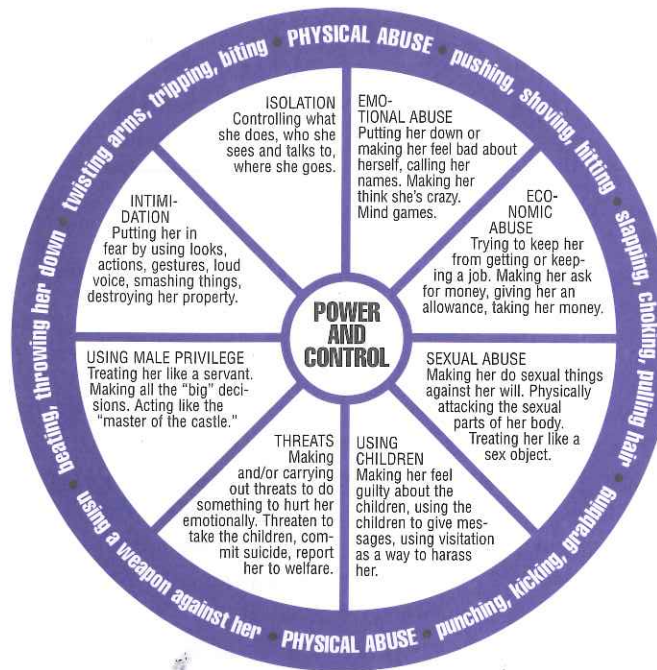 PHYSICAL ABUSE • pushing, shoving, hitting • slapping, choking, pulling hair • punching, kicking, grabbing • PHYSICAL ABUSE • using a weapon against her • beating, throwing her down • twisting arms, tripping, biting •
ISOLATION
Controlling what
she does, who she
sees and talks to,
where she goes.
EMO-
TIONAL ABUSE
Putting her down or
making her feel bad about
herself, calling her
names. Making her
think she's crazy.
Mind games.
ECO-
NOMIC
ABUSE
Trying to keep her
from getting or keep-
ing a job. Making her ask
for money, giving her an
allowance, taking her money.
SEXUAL ABUSE
Making her do sexual things
against her will. Physically
attacking the sexual
parts of her body.
Treating her like a
sex object.
USING
CHILDREN
Making her feel
guilty about the
children, using the
children to give mes-
sages, using visitation
as a way to harass
her.
THREATS
Making
and/or carrying
out threats to do
something to hurt her
emotionally. Threaten to
take the children, com-
mit suicide, report
her to welfare.
USING MALE PRIVILEGE
Treating her like a servant.
Making all the "big" deci-
sions. Acting like the
"master of the castle."
INTIMI-
DATION
Putting her in
fear by using looks,
actions, gestures, loud
voice, smashing things,
destroying her property.
POWER
AND
CONTROL